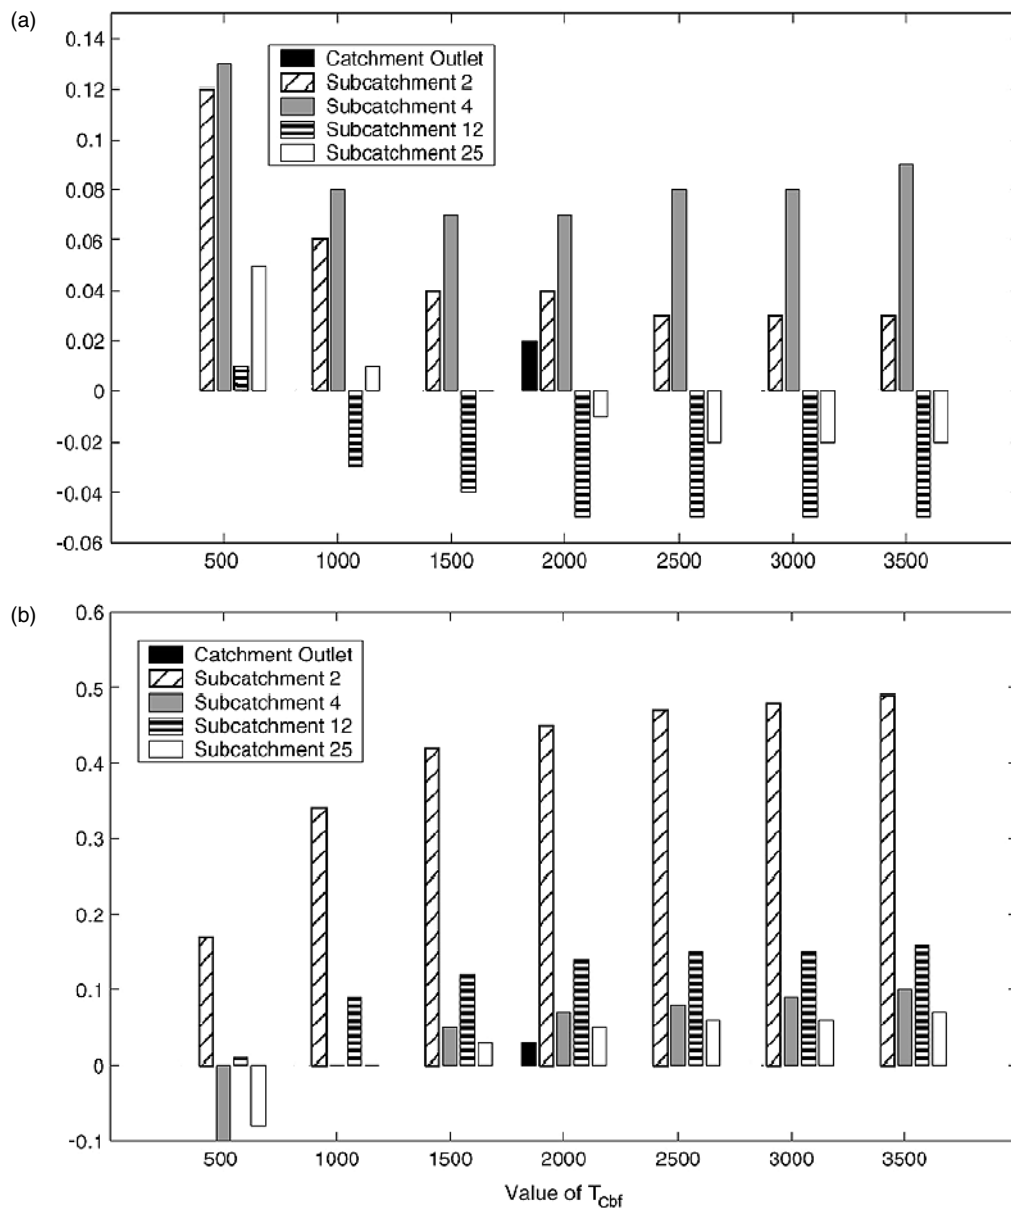 (a)
0.14
0.12
0.1
0.08
0.06
0.04
0.02
0
-0.02
-0.04
-0.06
Catchment Outlet
Subcatchment 2
Subcatchment 4
Subcatchment 12
Subcatchment 25
500 1000 1500 2000 2500 3000 3500
(b)
0.6
0.5
0.4
0.3
0.2
0.1
0
-0.1
Catchment Outlet
Subcatchment 2
Subcatchment 4
Subcatchment 12
Subcatchment 25
500 1000 1500 2000 2500 3000 3500
Value of T_Cbf